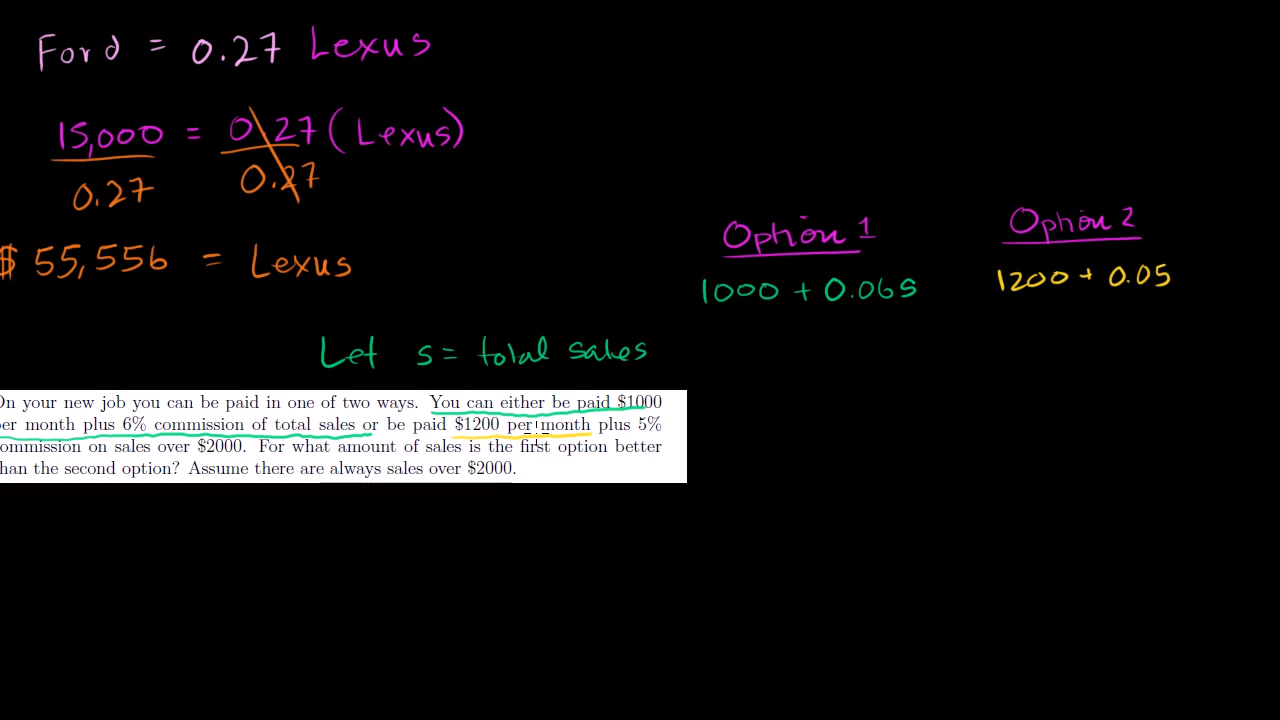 Ford = 0.27 Lexus
15,000 = 0.27 (Lexus)
0.27 0.27
$ 55,556 = Lexus
Option 1 Option 2
1000 + 0.06s 1200 + 0.05
Let s = total sales
On your new job you can be paid in one of two ways. You can either be paid $1000
per month plus 6% commission of total sales or be paid $1200 per month plus 5%
commission on sales over $2000. For what amount of sales is the first option better
than the second option? Assume there are always sales over $2000.